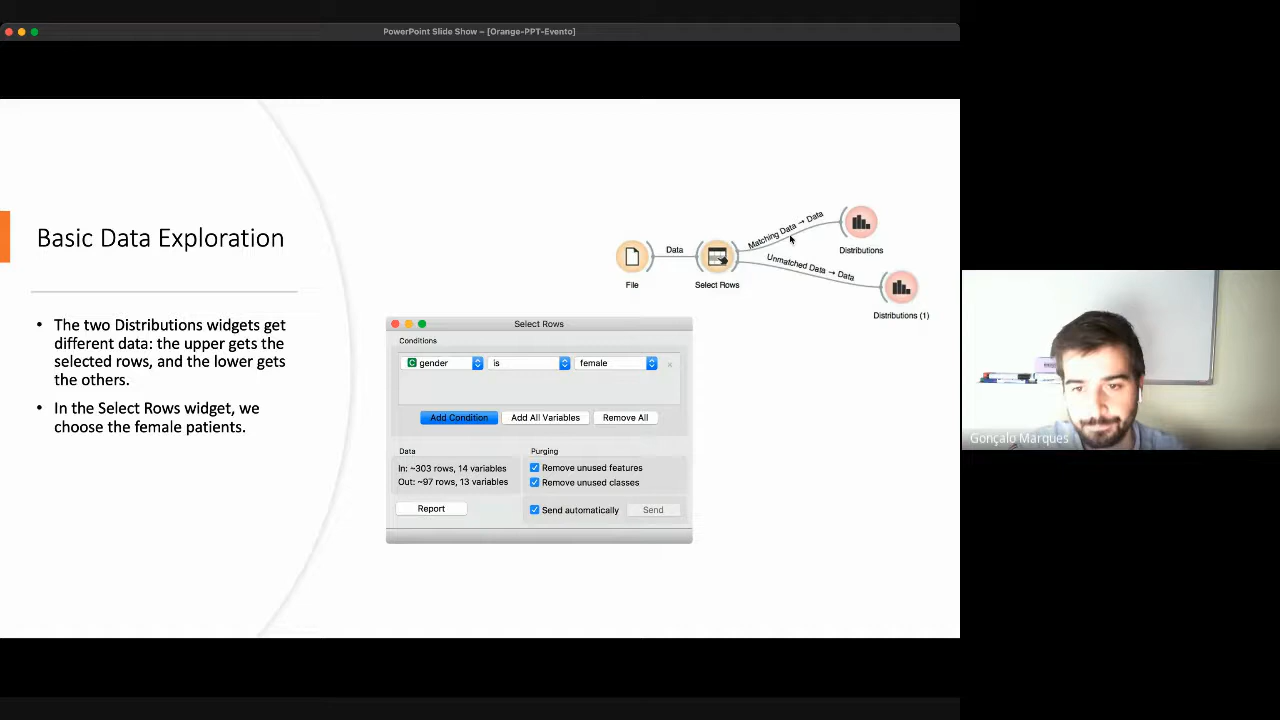 PowerPoint Slide Show – [Orange-PPT-Evento]
Basic Data Exploration
• The two Distributions widgets get
different data: the upper gets the
selected rows, and the lower gets
the others.
• In the Select Rows widget, we
choose the female patients.
File
Data
Select Rows
Matching Data → Data
Distributions
Unmatched Data → Data
Distributions (1)
Select Rows
Conditions
C gender is female ×
Add Condition Add All Variables Remove All
Data
In: ~303 rows, 14 variables
Out: ~97 rows, 13 variables
Report
Purging
Remove unused features
Remove unused classes
Send automatically Send
Gonçalo Marques